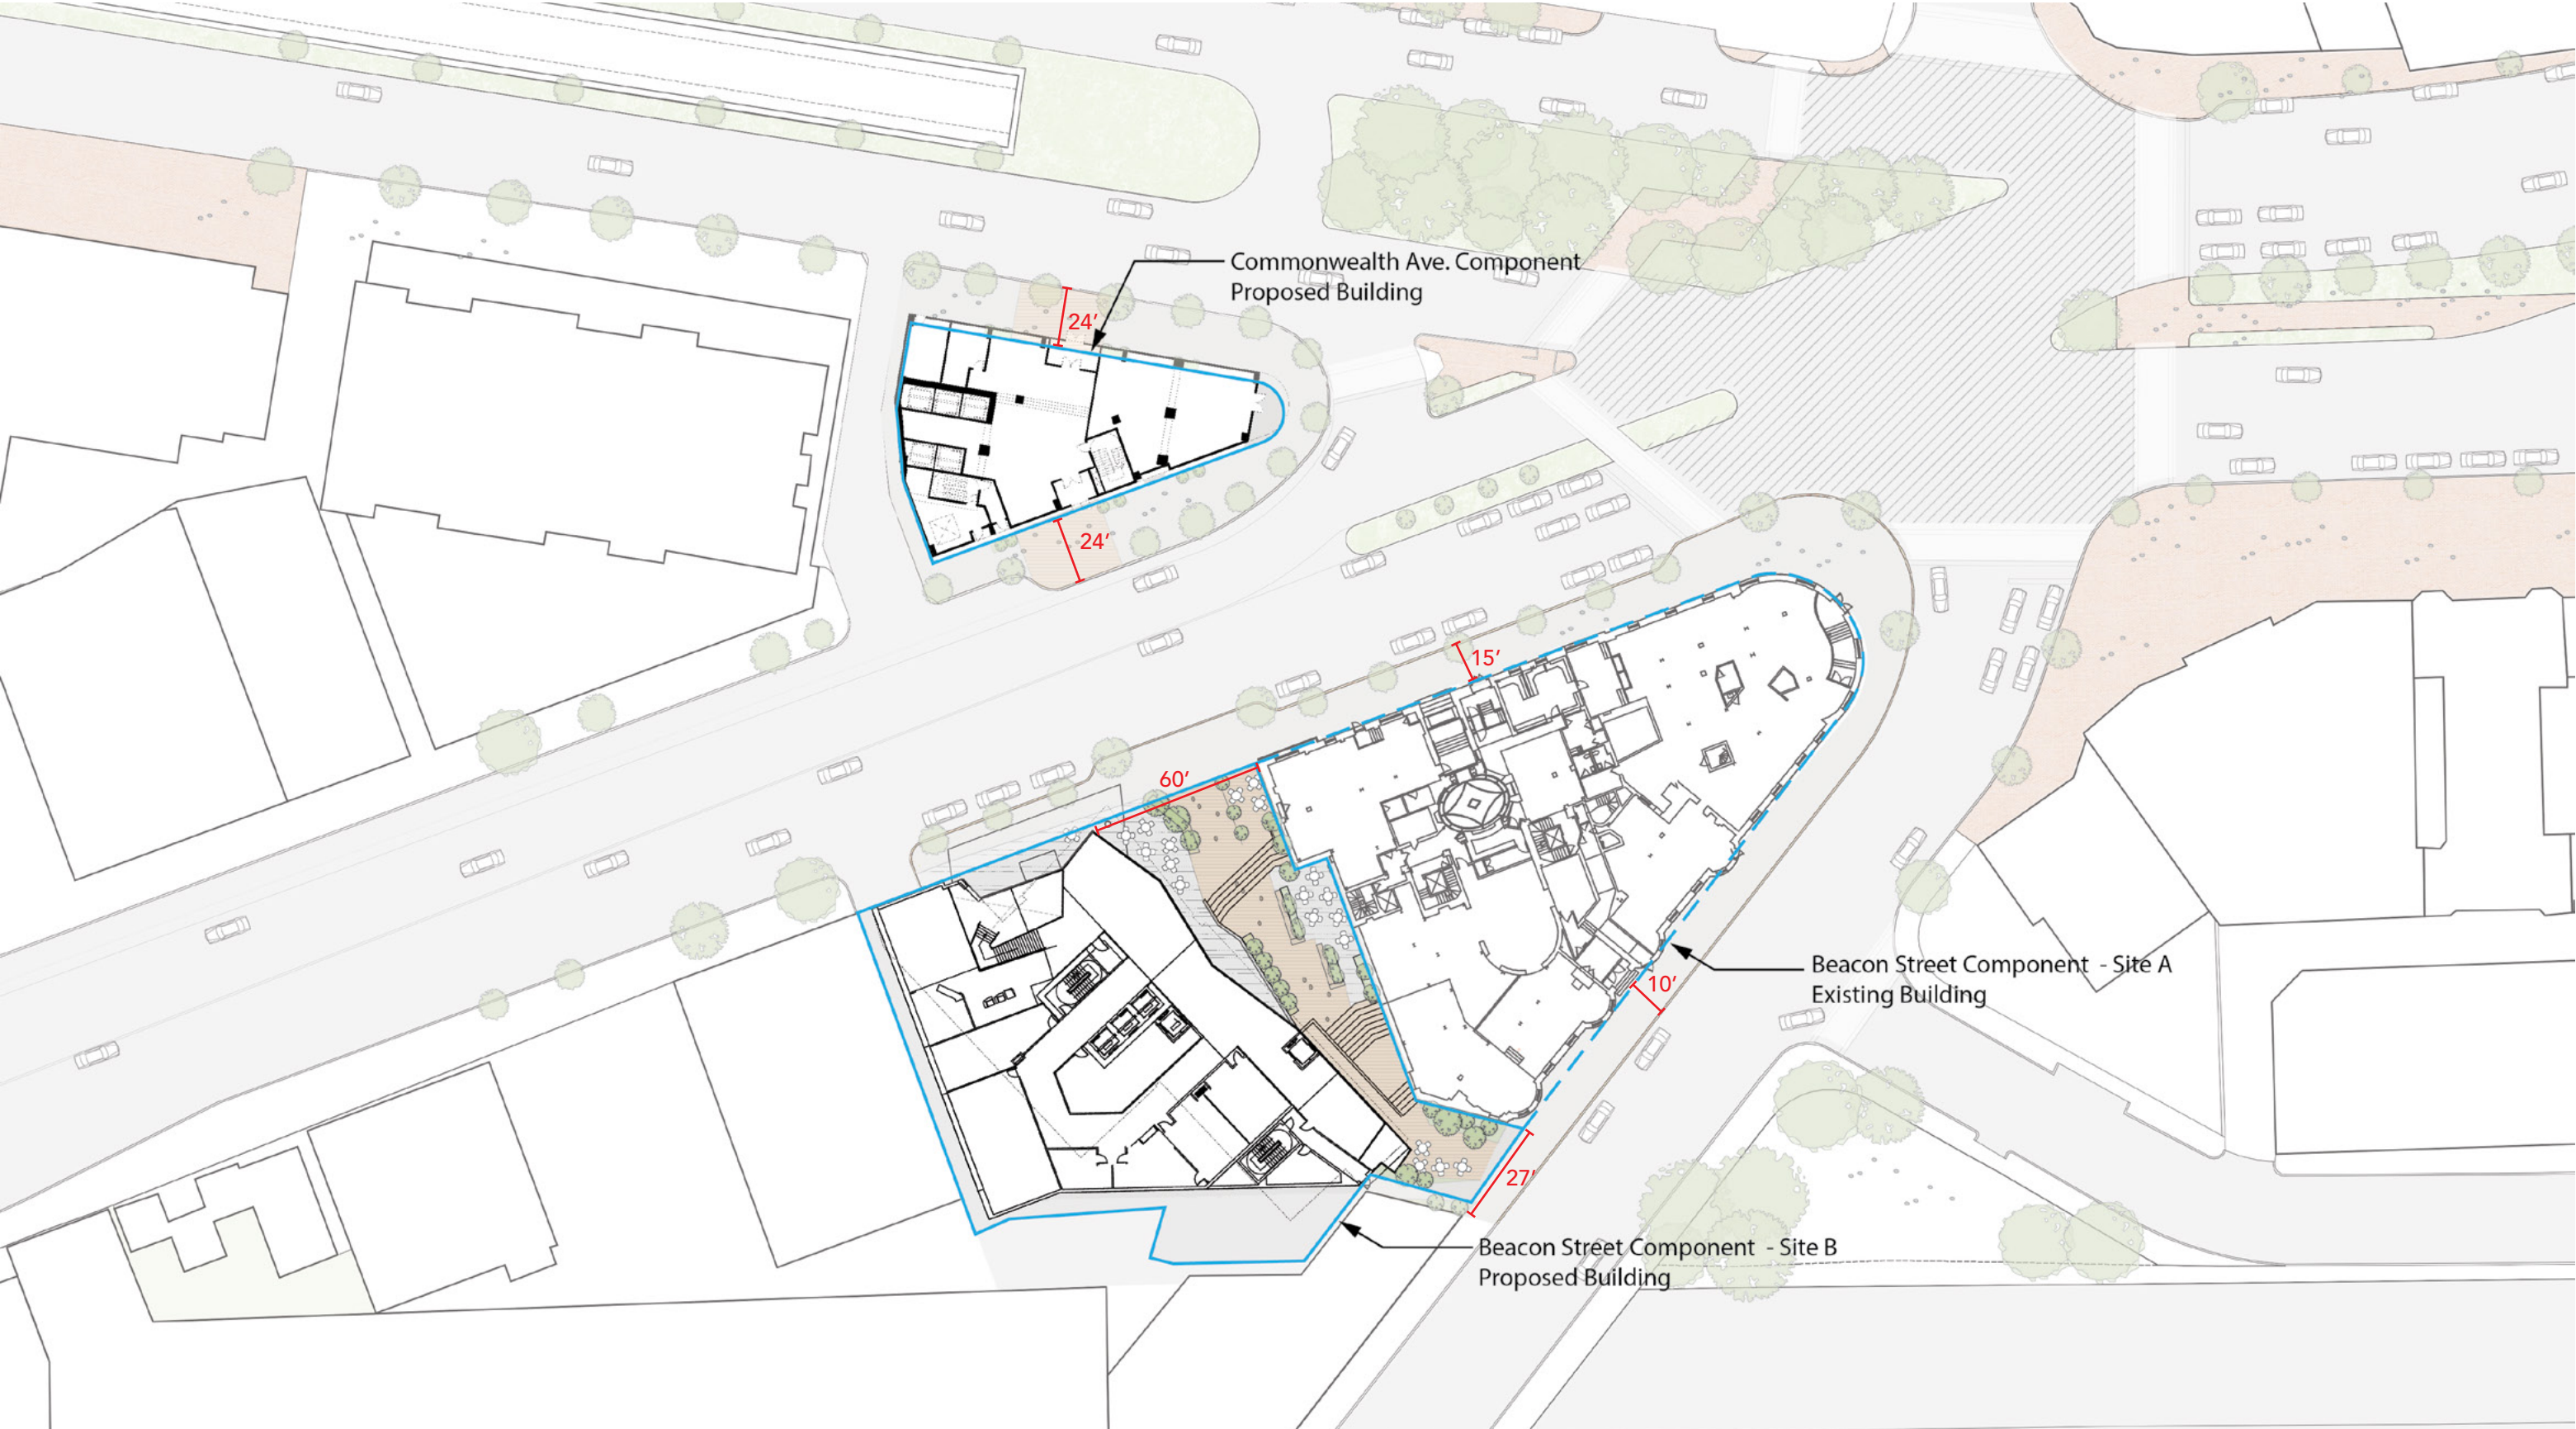 Commonwealth Ave. Component
Proposed Building
24’
24’
15’
60’
Beacon Street Component - Site A
Existing Building
10’
27’
Beacon Street Component - Site B
Proposed Building